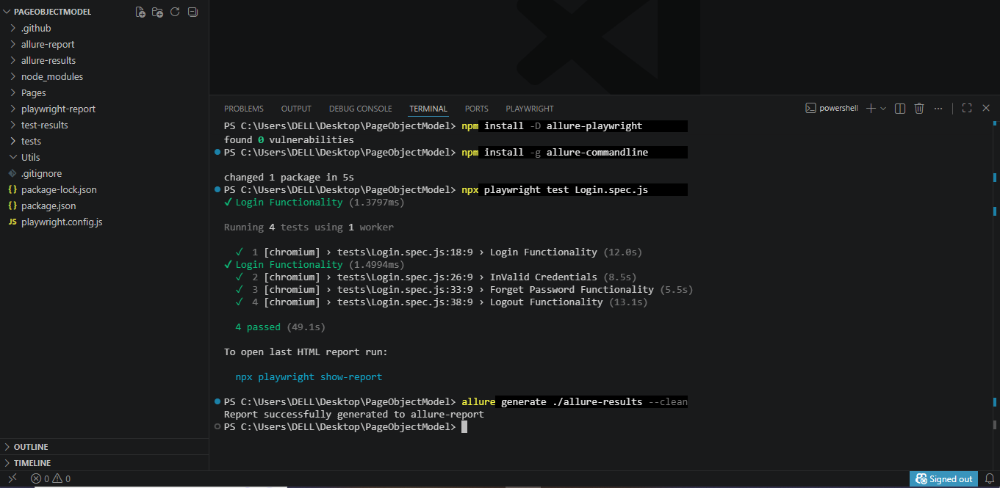 PAGEOBJECTMODEL
.github
allure-report
allure-results
node_modules
Pages
playwright-report
test-results
tests
Utils
.gitignore
{} package-lock.json
{} package.json
JS playwright.config.js
OUTLINE
TIMELINE
PROBLEMS OUTPUT DEBUG CONSOLE TERMINAL PORTS PLAYWRIGHT powershell
PS C:\Users\DELL\Desktop\PageObjectModel> npm install -D allure-playwright
found 0 vulnerabilities
PS C:\Users\DELL\Desktop\PageObjectModel> npm install -g allure-commandline
changed 1 package in 5s
PS C:\Users\DELL\Desktop\PageObjectModel> npx playwright test Login.spec.js
✓ Login Functionality (1.3797ms)
Running 4 tests using 1 worker
✓ 1 [chromium] › tests\Login.spec.js:18:9 › Login Functionality (12.0s)
✓ Login Functionality (1.4994ms)
✓ 2 [chromium] › tests\Login.spec.js:26:9 › InValid Credentials (8.5s)
✓ 3 [chromium] › tests\Login.spec.js:33:9 › Forget Password Functionality (5.5s)
✓ 4 [chromium] › tests\Login.spec.js:38:9 › Logout Functionality (13.1s)
4 passed (49.1s)
To open last HTML report run:
npx playwright show-report
PS C:\Users\DELL\Desktop\PageObjectModel> allure generate ./allure-results --clean
Report successfully generated to allure-report
PS C:\Users\DELL\Desktop\PageObjectModel>
0 0 Signed out